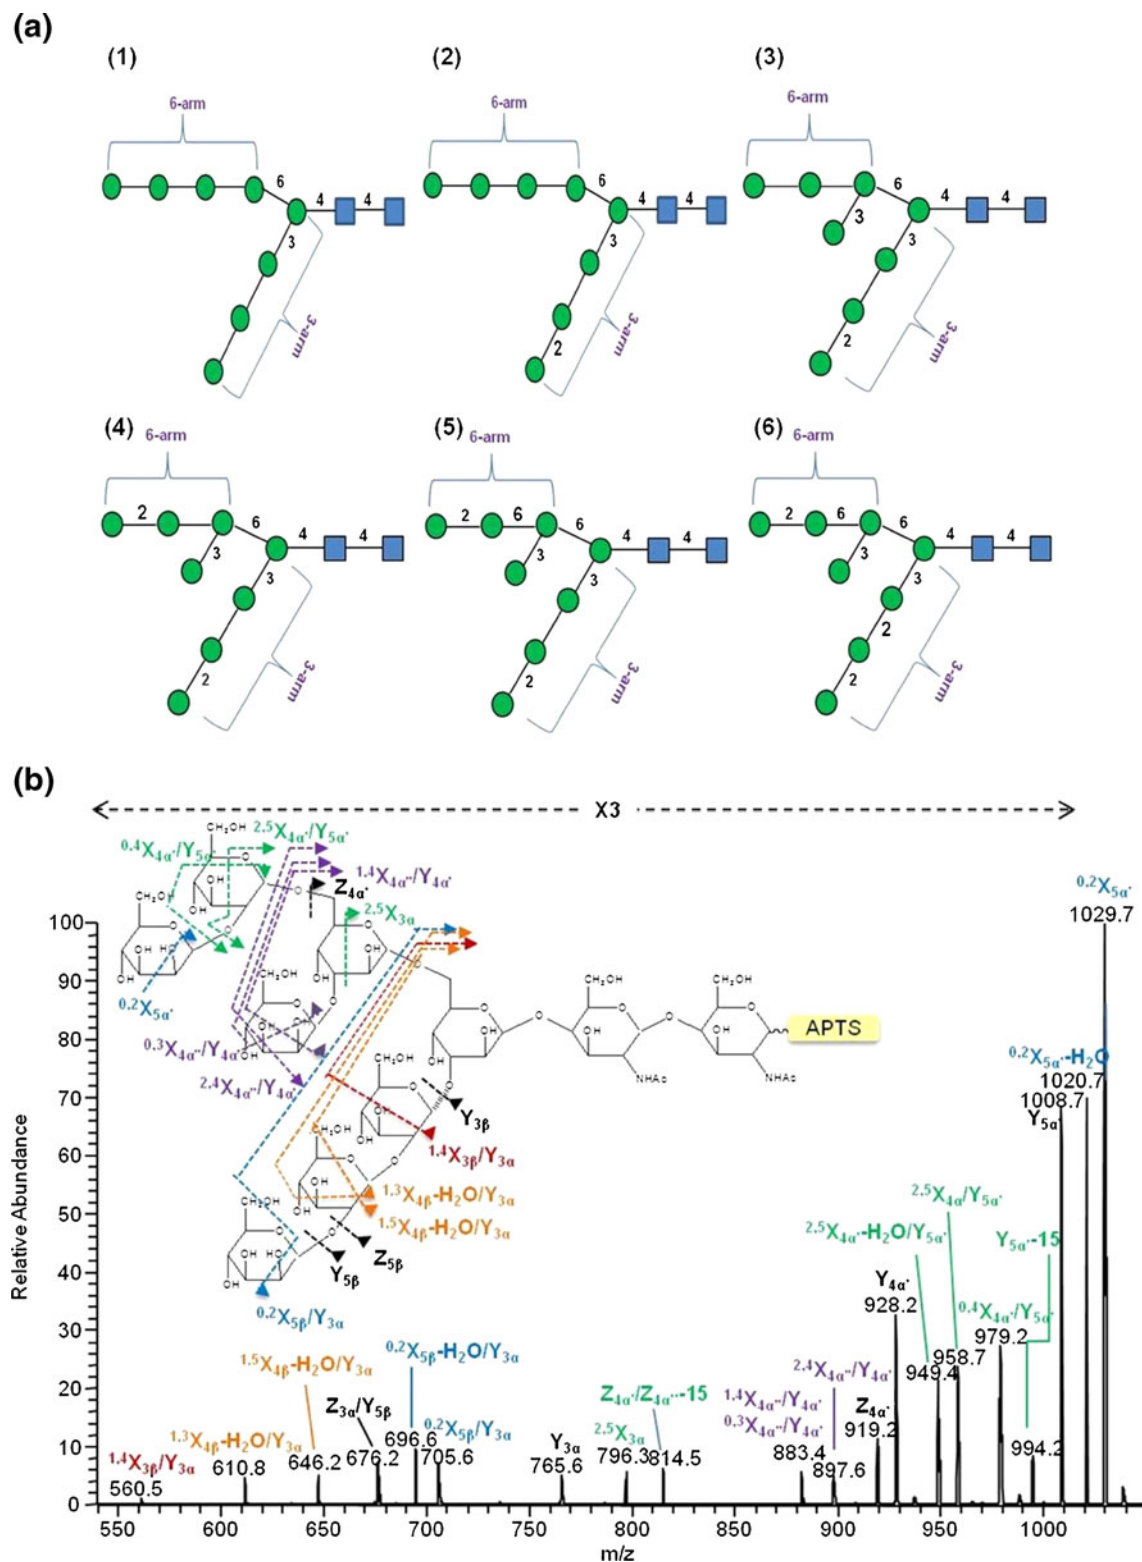 (a)
(1) (2) (3)
6-arm 6-arm 6-arm
6 4 4 6 4 4 6 4 4
3 3 3 3
2 2
3-arm 3-arm 3-arm
(4) (5) (6)
6-arm 6-arm 6-arm
2 6 4 4 2 6 6 4 4 2 6 6 4 4
3 3 3 3 3 3
2
2 2 2
3-arm 3-arm 3-arm
(b)
X3
0.4X4α'/Y5α' 2.5X4α'/Y5α'
1.4X4α''/Y4α'
Z4α'
2.5X3α
0.2X5α'
0.3X4α''/Y4α'
2.4X4α''/Y4α'
APTS
Y3β
1.4X3β/Y3α
1.3X4β-H2O/Y3α
1.5X4β-H2O/Y3α
Z5β
Y5β
0.2X5β/Y3α
0.2X5α'
1029.7
0.2X5α'-H2O
1020.7
1008.7
Y5α'
2.5X4α/Y5α'
2.5X4α'-H2O/Y5α'
Y5α'-15
Y4α'
928.2
0.4X4α'/Y5α'
979.2
958.7
949.4
0.2X5β-H2O/Y3α
1.5X4β-H2O/Y3α
2.4X4α''/Y4α'
Z4α'/Z4α''-15
1.4X4α''/Y4α'
0.3X4α''/Y4α'
Z4α'
919.2
Z3α/Y5β
0.2X5β/Y3α
2.5X3α
1.3X4β-H2O/Y3α
1.4X3β/Y3α
Y3α
560.5 610.8 646.2 676.2 696.6 705.6 765.6 796.3 814.5 883.4 897.6 994.2
Relative Abundance
100
90
80
70
60
50
40
30
20
10
0
550 600 650 700 750 800 850 900 950 1000
m/z